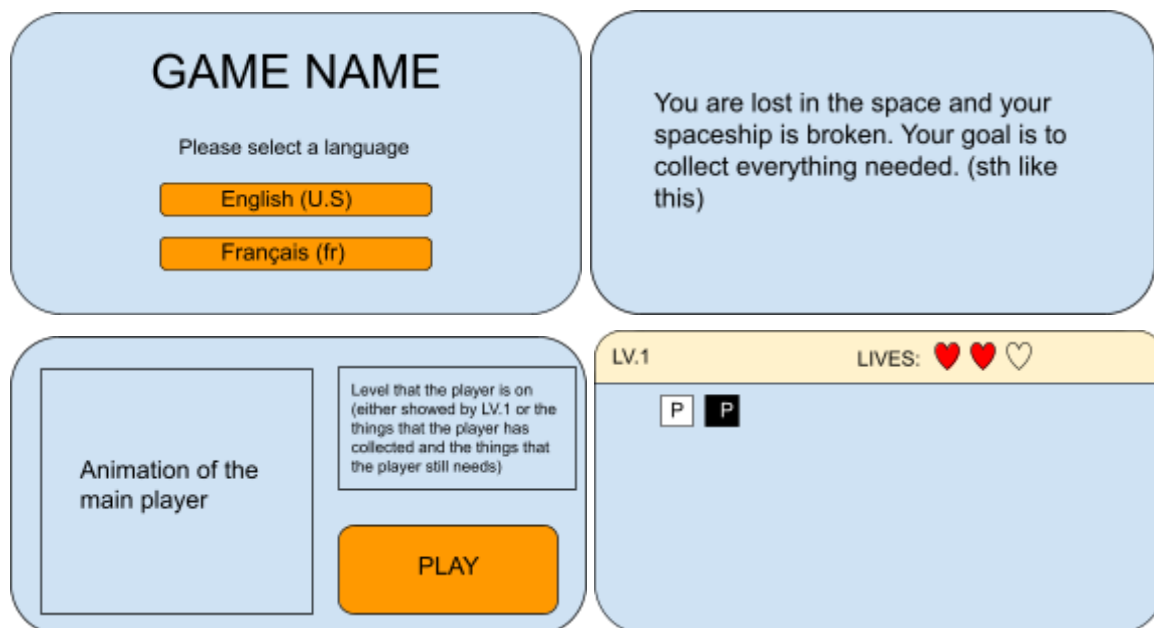 GAME NAME
Please select a language
English (U.S)
Français (fr)
You are lost in the space and your
spaceship is broken. Your goal is to
collect everything needed. (sth like
this)
Animation of the
main player
Level that the player is on
(either showed by LV.1 or the
things that the player has
collected and the things that
the player still needs)
PLAY
LV.1
LIVES:
P
P